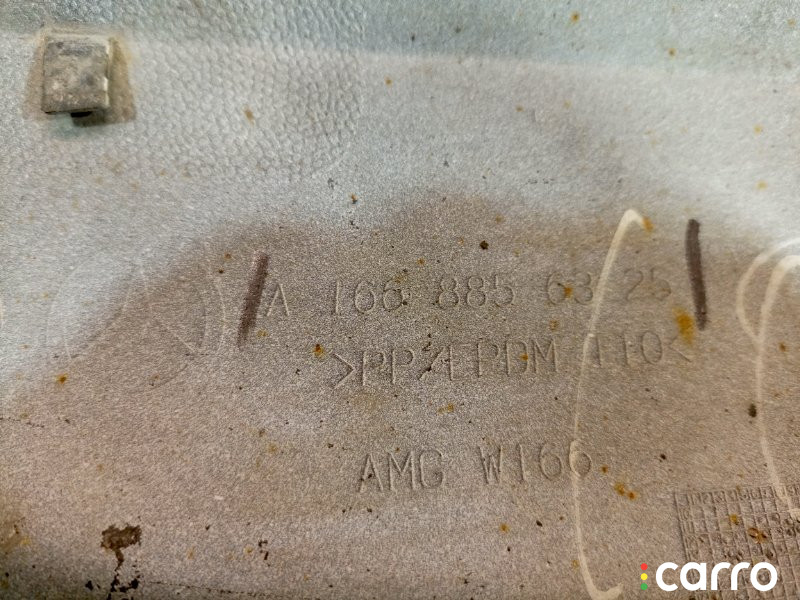 A 166 885 63 25
>PP/EPDM T10<
AMG W166
carro